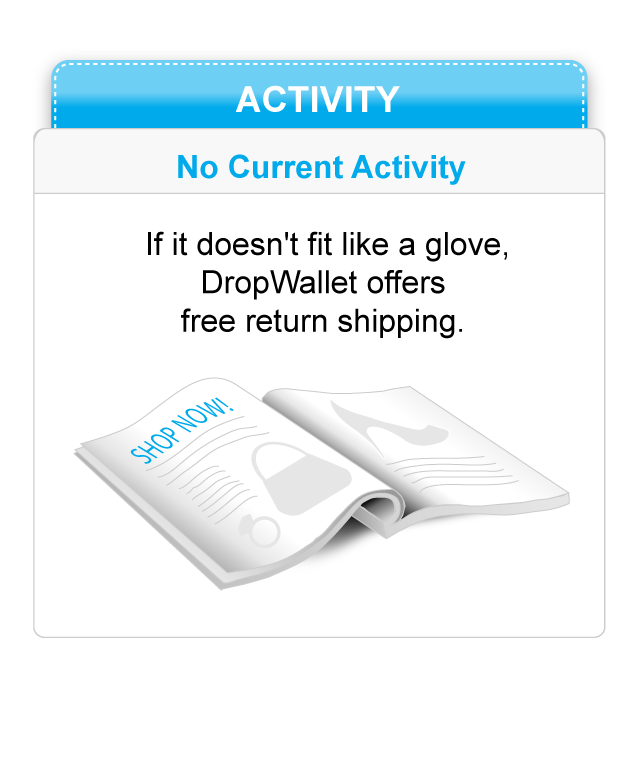 ACTIVITY
No Current Activity
If it doesn't fit like a glove,
DropWallet offers
free return shipping.
SHOP NOW!